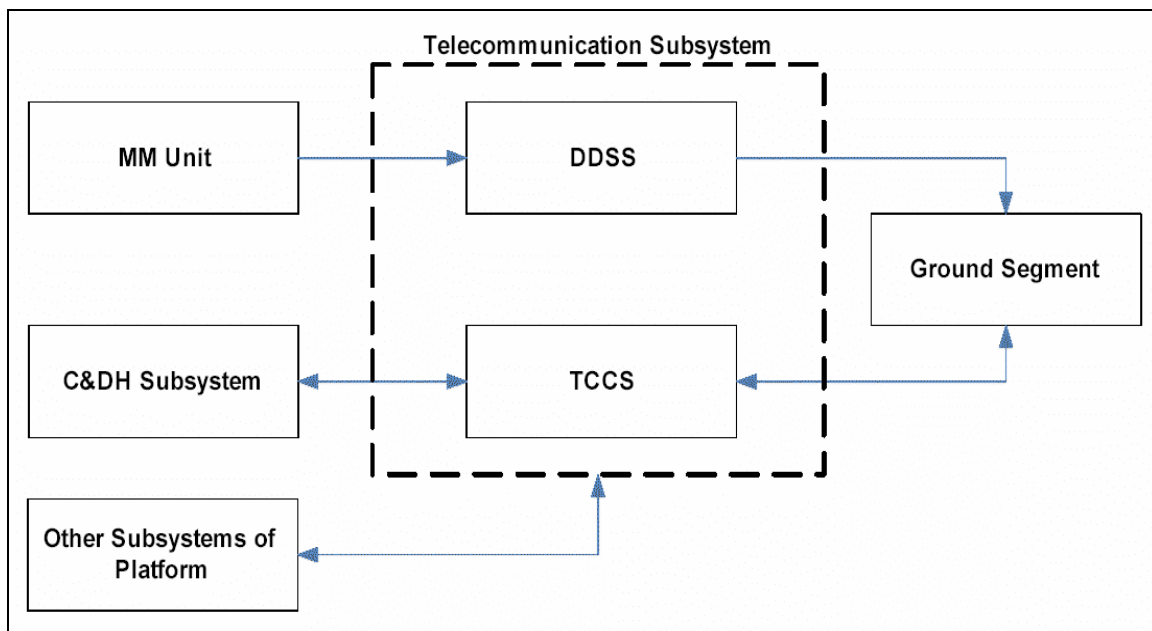 Telecommunication Subsystem
MM Unit
DDSS
Ground Segment
C&DH Subsystem
TCCS
Other Subsystems of
Platform